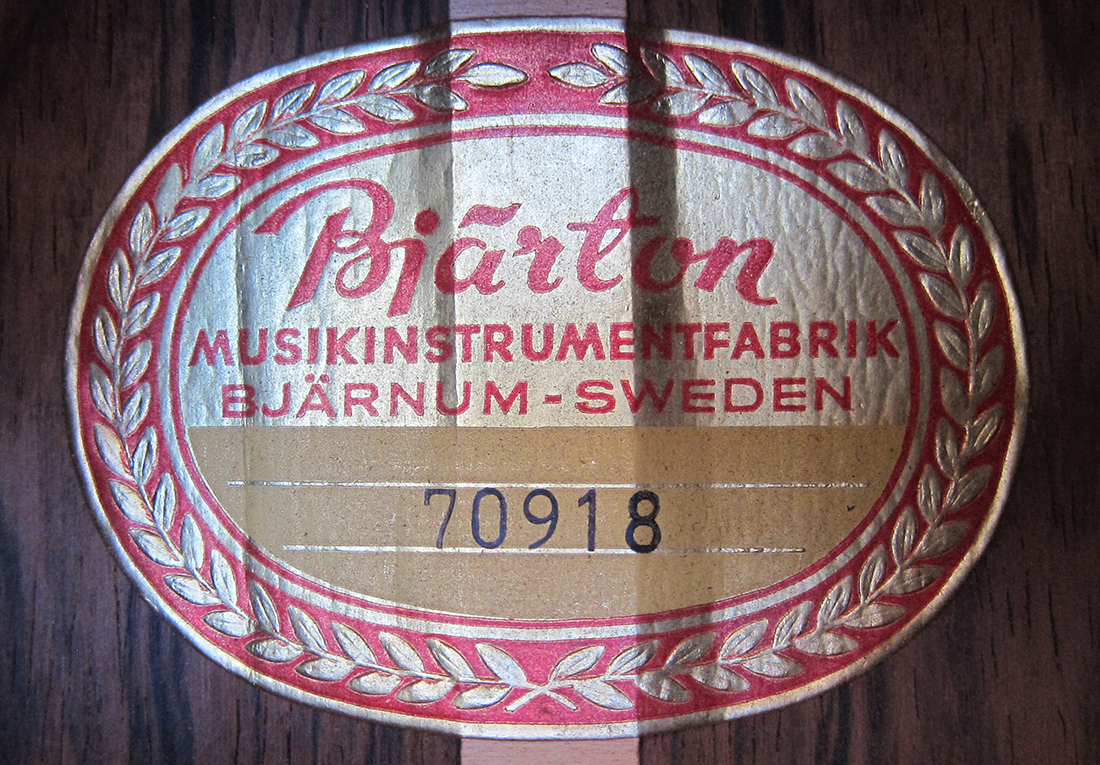 Bjärton
MUSIKINSTRUMENTFABRIK
BJÄRNUM - SWEDEN
70918